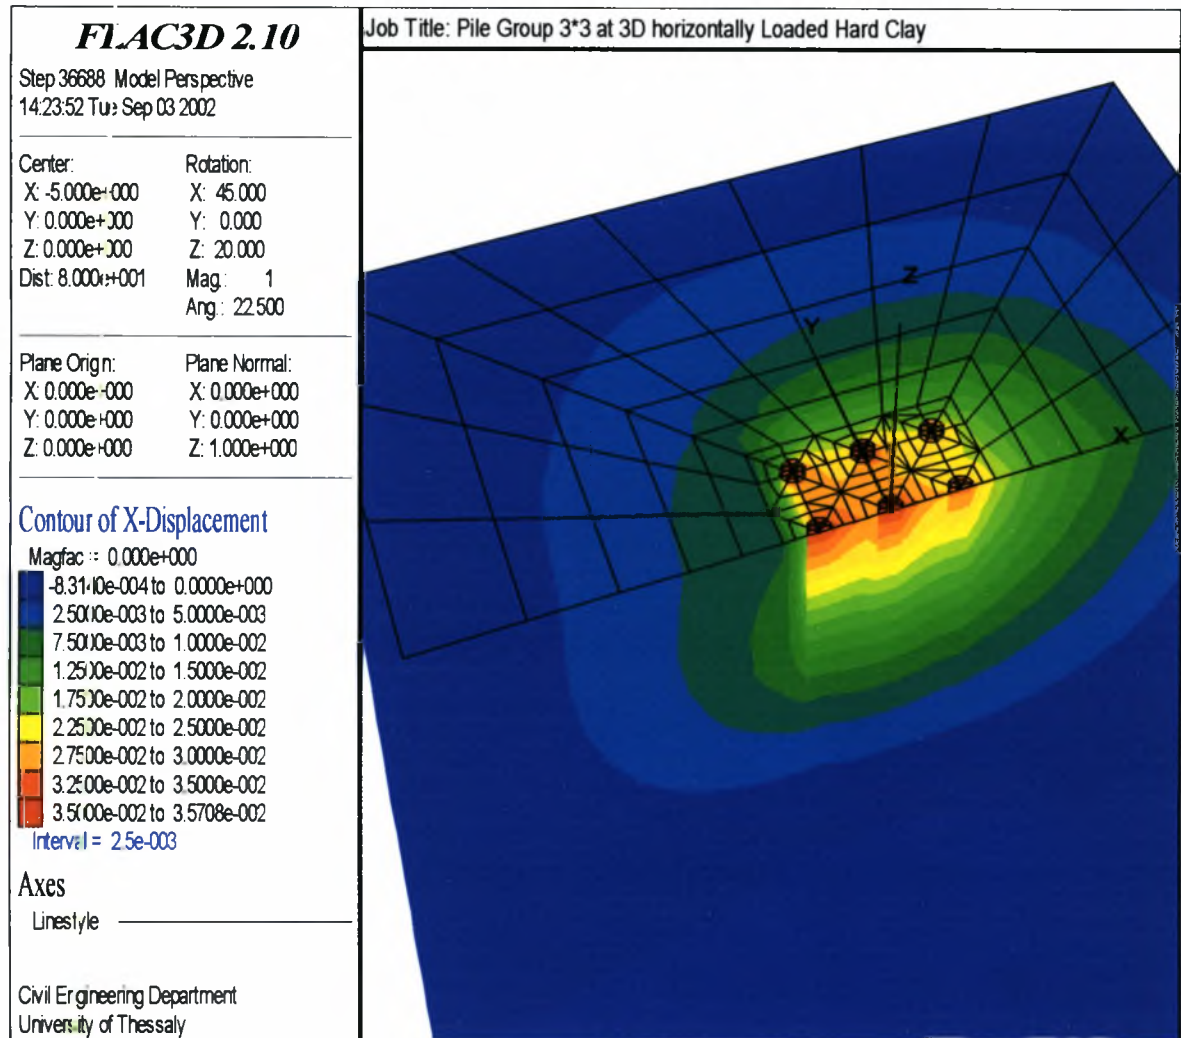 FLAC3D 2.10
Step 36688 Model Perspective
14:23:52 Tue Sep 03 2002
Center:
X: -5.000e+000
Y: 0.000e+000
Z: 0.000e+000
Dist: 8.000e+001
Rotation:
X: 45.000
Y: 0.000
Z: 20.000
Mag.: 1
Ang.: 22.500
Plane Origin:
X: 0.000e+000
Y: 0.000e+000
Z: 0.000e+000
Plane Normal:
X: 0.000e+000
Y: 0.000e+000
Z: 1.000e+000
Contour of X-Displacement
Magfac = 0.000e+000
-8.3140e-004 to 0.0000e+000
2.5000e-003 to 5.0000e-003
7.5000e-003 to 1.0000e-002
1.2500e-002 to 1.5000e-002
1.7500e-002 to 2.0000e-002
2.2500e-002 to 2.5000e-002
2.7500e-002 to 3.0000e-002
3.2500e-002 to 3.5000e-002
3.5000e-002 to 3.5708e-002
Interval = 2.5e-003
Axes
Linestyle
Civil Engineering Department
University of Thessaly
Job Title: Pile Group 3*3 at 3D horizontally Loaded Hard Clay
Z
Y
X